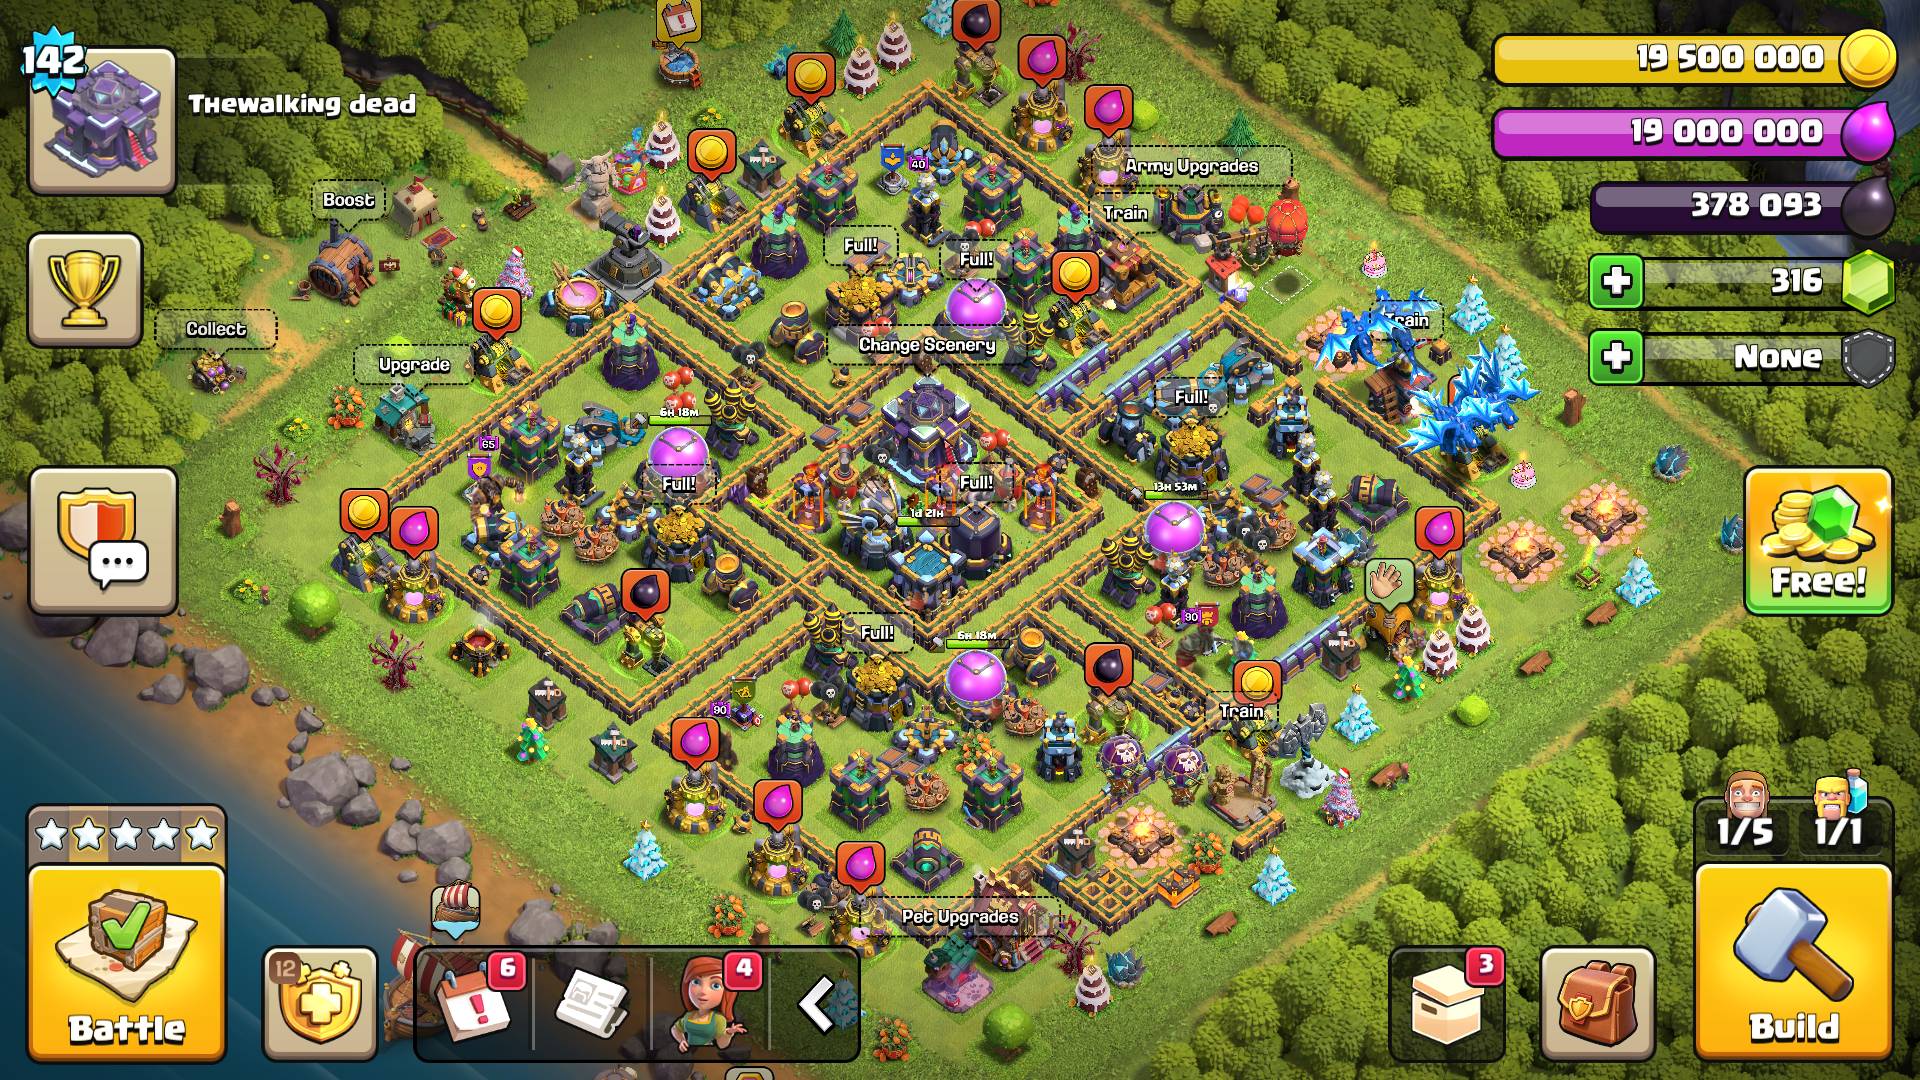 142
Thewalking dead
19 500 000
19 000 000
378 093
316
None
Boost
Army Upgrades
Train
40
Full!
Full!
Collect
Train
Change Scenery
Upgrade
Full!
6h 18m
65
Full!
Full!
13h 53m
1d 21h
Free!
90
Full!
6h 18m
90
Train
1/5
1/1
Pet Upgrades
12
6
4
3
Battle
Build